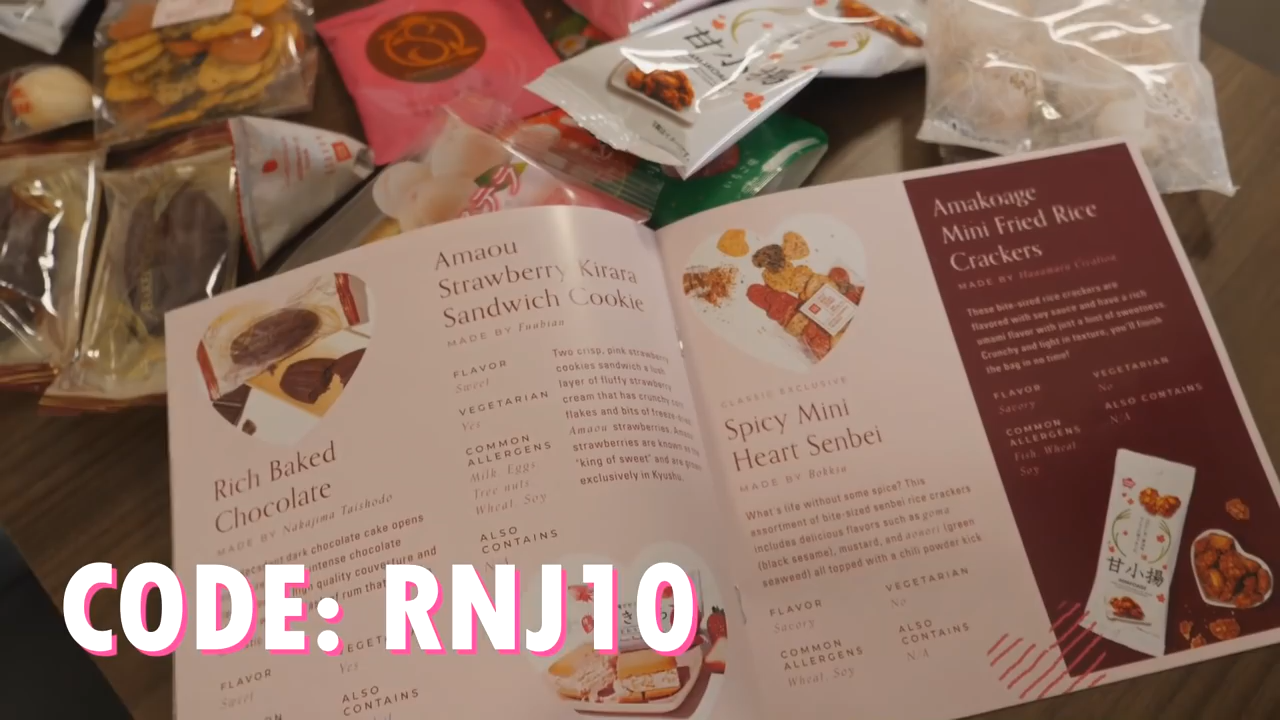 甘小揚
Rich Baked
Chocolate
MADE BY Nakajima Taishodo
dark chocolate cake opens
intense chocolate
quality couverture and
of rum that
FLAVOR
Sweet
VEGETARIAN
Yes
ALSO
CONTAINS
Amaou
Strawberry Kirara
Sandwich Cookie
MADE BY Fuubian
FLAVOR
Sweet
VEGETARIAN
Yes
COMMON
ALLERGENS
Milk, Eggs
Tree nuts,
Wheat, Soy
ALSO
CONTAINS
Two crisp, pink strawberry
cookies sandwich a lush
layer of fluffy strawberry
cream that has crunchy
flakes and bits of freeze-dried
Amaou strawberries. Amaou
strawberries are known as the
"king of sweet" and are grown
exclusively in Kyushu.
CLASSIC EXCLUSIVE
Spicy Mini
Heart Senbei
MADE BY Bokkia
What's life without some spice? This
assortment of bite-sized senbei rice crackers
includes delicious flavors such as goma
(black sesame), mustard, and aonori (green
seaweed) all topped with a chili powder kick
FLAVOR
Savory
VEGETARIAN
No
COMMON
ALLERGENS
Wheat, Soy
ALSO
CONTAINS
N/A
Amakoage
Mini Fried Rice
Crackers
MADE BY Hanamaru Creation
These bite-sized rice crackers are
flavored with soy sauce and have a rich
umami flavor with just a hint of sweetness.
Crunchy and light in texture, you'll finish
the bag in no time!
FLAVOR
Savory
VEGETARIAN
No
COMMON
ALLERGENS
Fish, Wheat,
Soy
ALSO CONTAINS
N/A
甘小揚
CODE: RNJ10